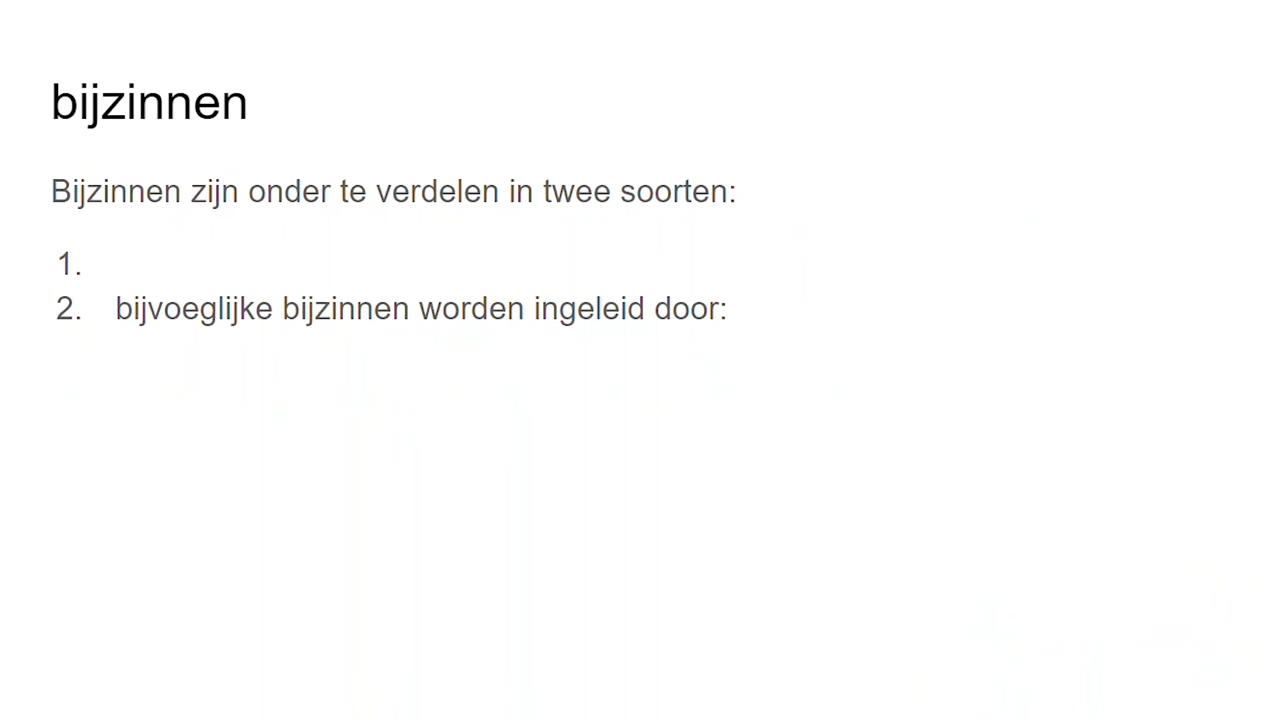 bijzinnen
Bijzinnen zijn onder te verdelen in twee soorten:
1.
2. bijvoeglijke bijzinnen worden ingeleid door: